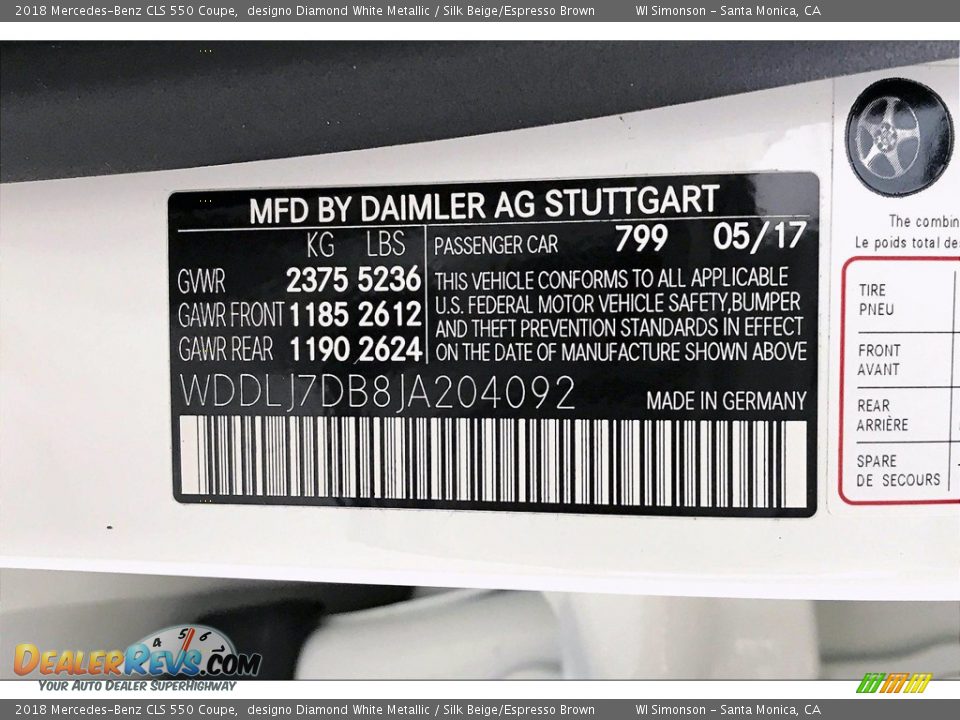 2018 Mercedes-Benz CLS 550 Coupe,  designo Diamond White Metallic / Silk Beige/Espresso Brown   WI Simonson - Santa Monica, CA
MFD BY DAIMLER AG STUTTGART
KG LBS
GVWR 2375 5236
GAWR FRONT 1185 2612
GAWR REAR 1190 2624
PASSENGER CAR 799 05/17
THIS VEHICLE CONFORMS TO ALL APPLICABLE
U.S. FEDERAL MOTOR VEHICLE SAFETY,BUMPER
AND THEFT PREVENTION STANDARDS IN EFFECT
ON THE DATE OF MANUFACTURE SHOWN ABOVE
WDDLJ7DB8JA204092
MADE IN GERMANY
The combin
Le poids total de
TIRE
PNEU
FRONT
AVANT
REAR
ARRIÈRE
SPARE
DE SECOURS
4 5 6
DEALERREVS.COM
YOUR AUTO DEALER SUPERHIGHWAY
2018 Mercedes-Benz CLS 550 Coupe,  designo Diamond White Metallic / Silk Beige/Espresso Brown   WI Simonson - Santa Monica, CA